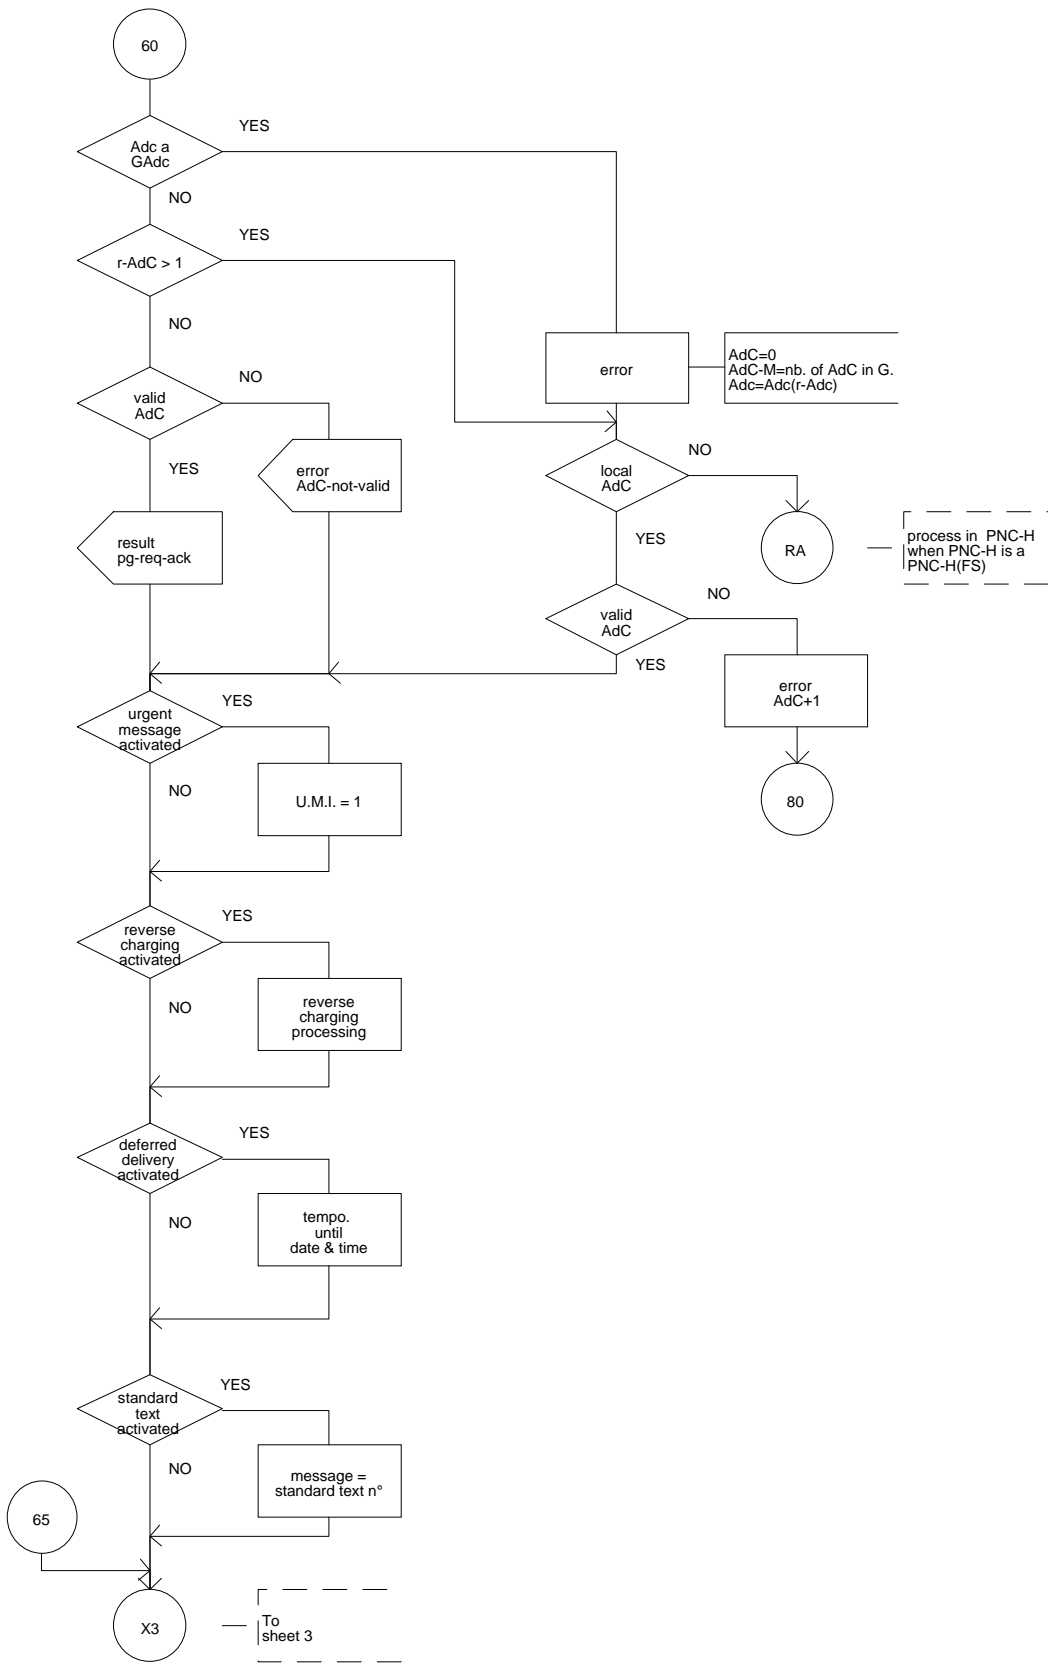 60
Adc a
GAdc
YES
NO
r-AdC > 1
YES
NO
error
AdC=0
AdC-M=nb. of AdC in G.
Adc=Adc(r-Adc)
valid
AdC
NO
YES
error
AdC-not-valid
local
AdC
NO
YES
result
pg-req-ack
RA
process in PNC-H
when PNC-H is a
PNC-H(FS)
valid
AdC
NO
YES
error
AdC+1
80
urgent
message
activated
YES
NO
U.M.I. = 1
reverse
charging
activated
YES
NO
reverse
charging
processing
deferred
delivery
activated
YES
NO
tempo.
until
date & time
standard
text
activated
YES
NO
message =
standard text n°
65
X3
To
sheet 3